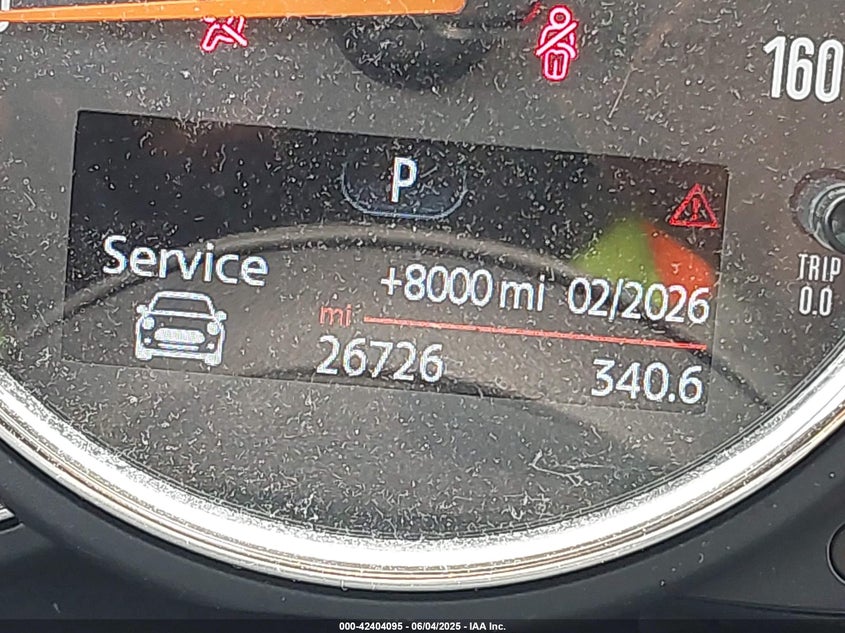 160
P
TRIP
0.0
Service
+8000 mi 02/2026
mi
26726 340.6
000-42404095 - 06/04/2025 - IAA Inc.